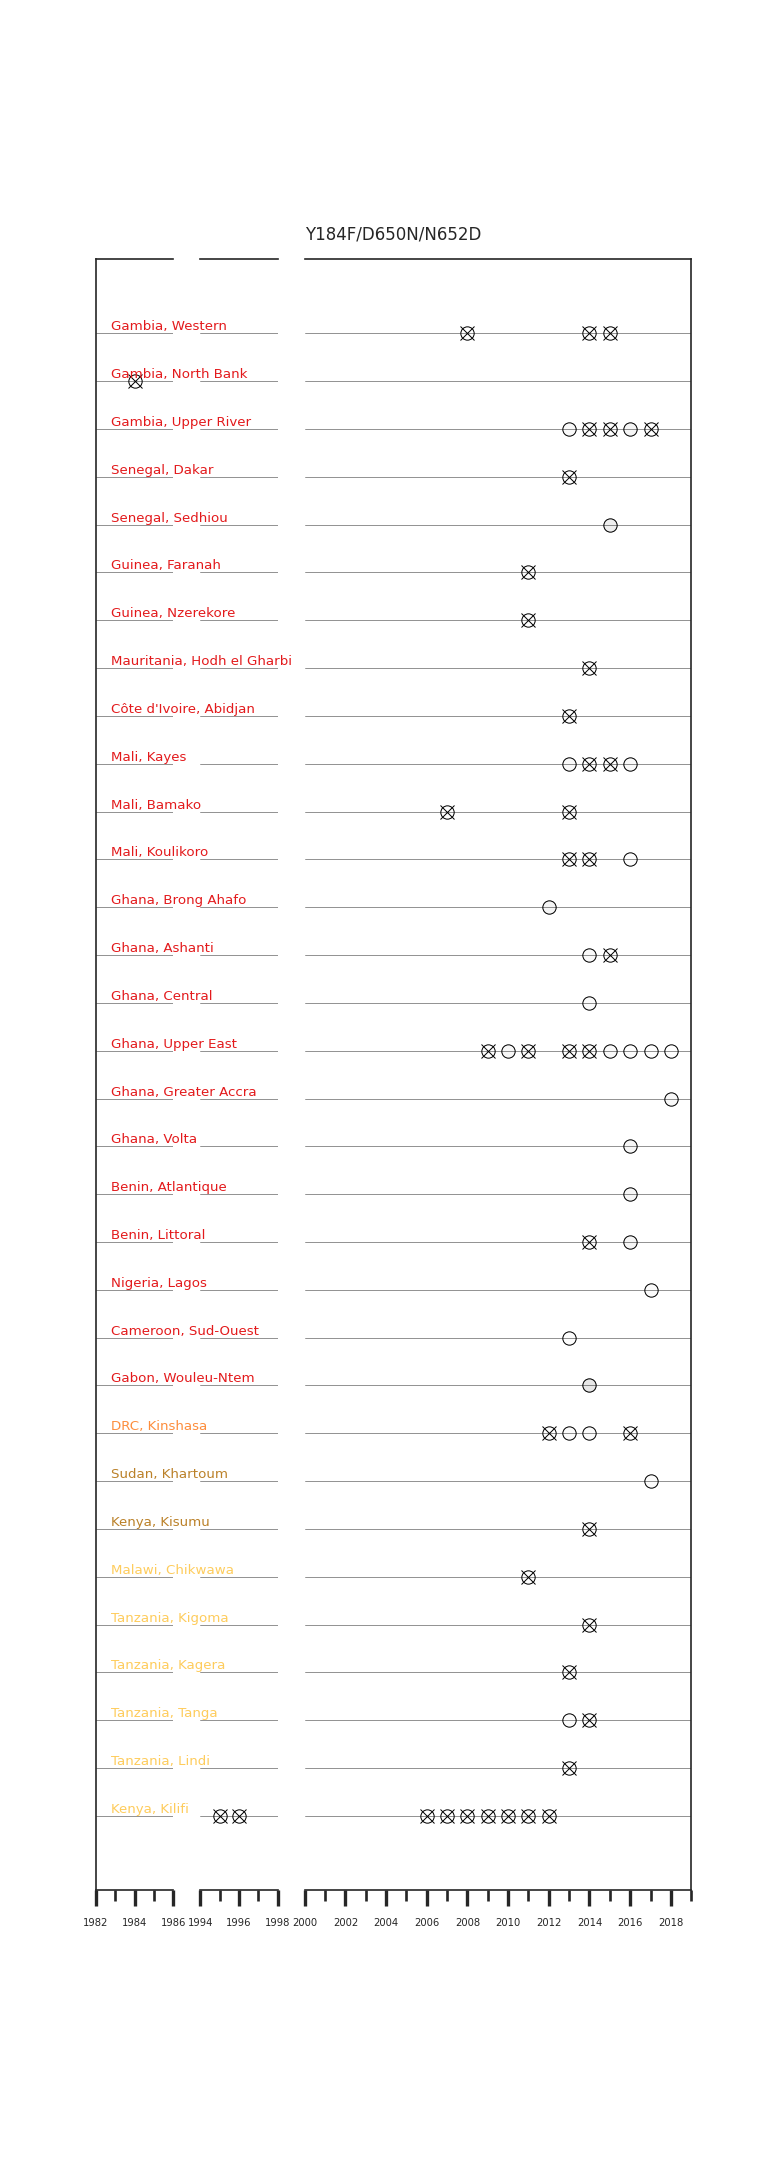 Y184F/D650N/N652D
Gambia, Western
Gambia, North Bank
Gambia, Upper River
Senegal, Dakar
Senegal, Sedhiou
Guinea, Faranah
Guinea, Nzerekore
Mauritania, Hodh el Gharbi
Côte d'Ivoire, Abidjan
Mali, Kayes
Mali, Bamako
Mali, Koulikoro
Ghana, Brong Ahafo
Ghana, Ashanti
Ghana, Central
Ghana, Upper East
Ghana, Greater Accra
Ghana, Volta
Benin, Atlantique
Benin, Littoral
Nigeria, Lagos
Cameroon, Sud-Ouest
Gabon, Wouleu-Ntem
DRC, Kinshasa
Sudan, Khartoum
Kenya, Kisumu
Malawi, Chikwawa
Tanzania, Kigoma
Tanzania, Kagera
Tanzania, Tanga
Tanzania, Lindi
Kenya, Kilifi
1982 1984 1986 1994 1996 1998 2000 2002 2004 2006 2008 2010 2012 2014 2016 2018